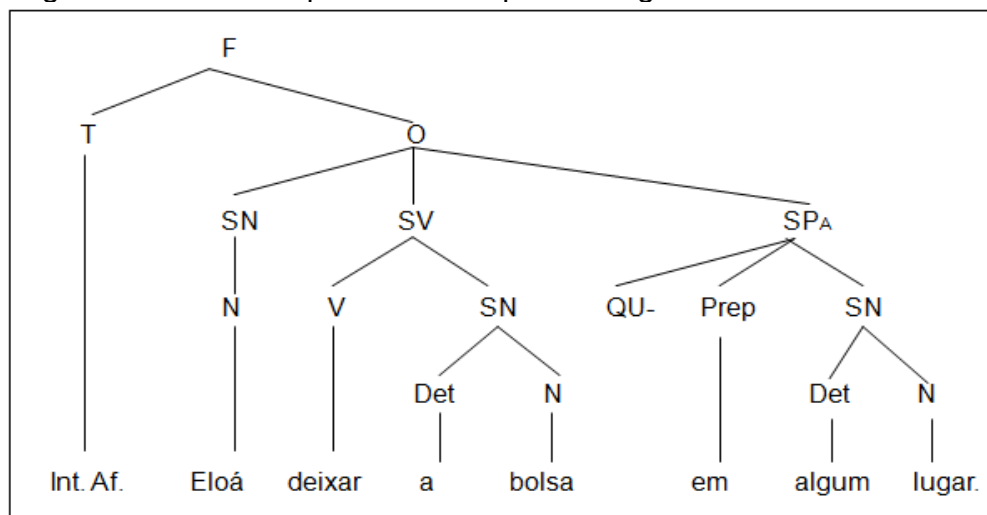 F
T O
SN SV SPA
N V SN QU- Prep SN
Det N Det N
Int. Af. Eloá deixar a bolsa em algum lugar.